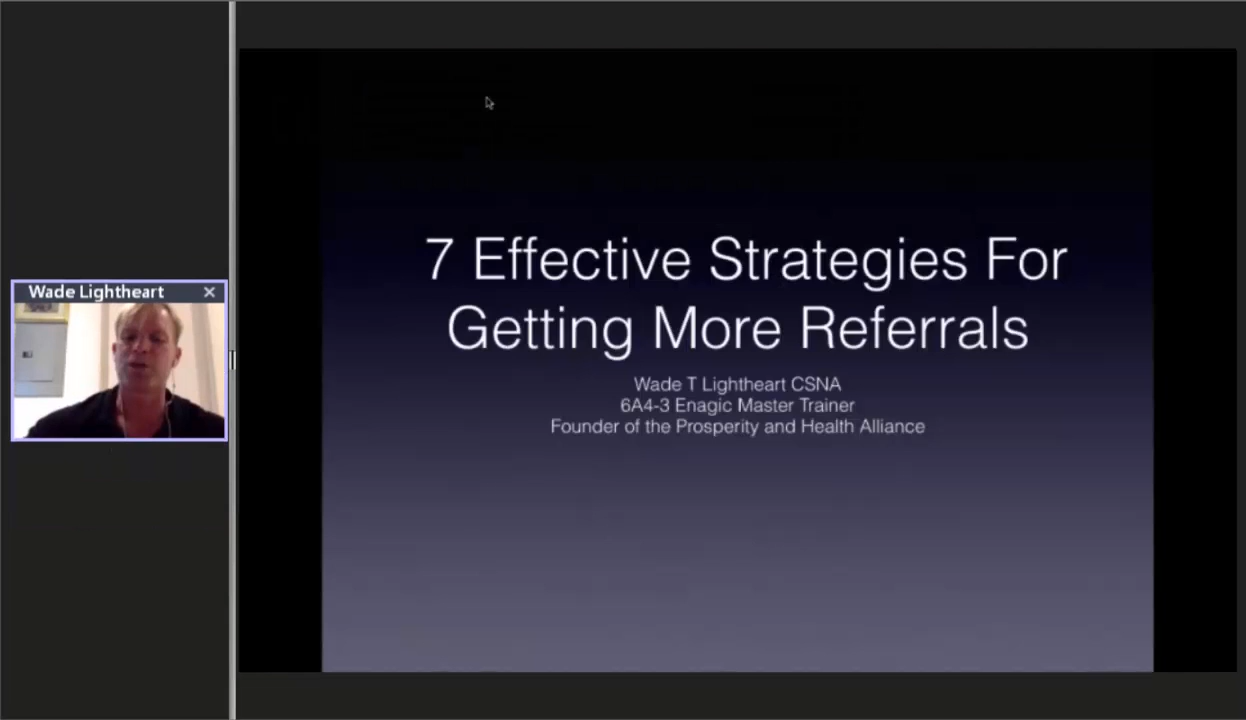 Wade Lightheart
7 Effective Strategies For
Getting More Referrals
Wade T Lightheart CSNA
6A4-3 Enagic Master Trainer
Founder of the Prosperity and Health Alliance